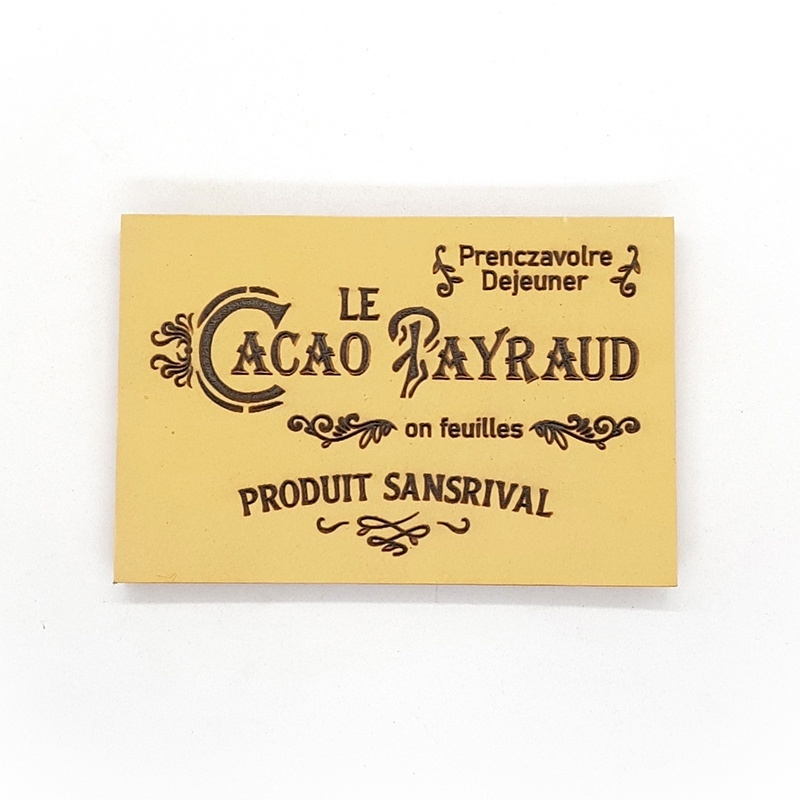 Prenczavolre
Dejeuner
LE
CACAO PAYRAUD
on feuilles
PRODUIT SANSRIVAL